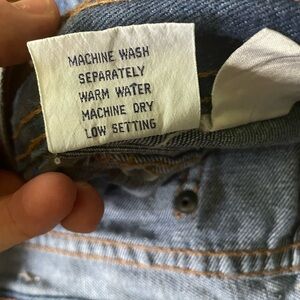 MACHINE WASH
SEPARATELY
WARM WATER
MACHINE DRY
LOW SETTING